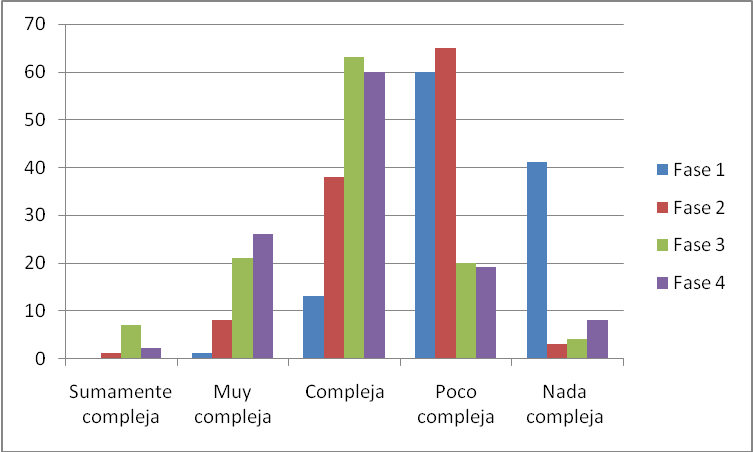 70
60
50
40
30
20
10
0
Sumamente
compleja
Muy
compleja
Compleja
Poco
compleja
Nada
compleja
Fase 1
Fase 2
Fase 3
Fase 4